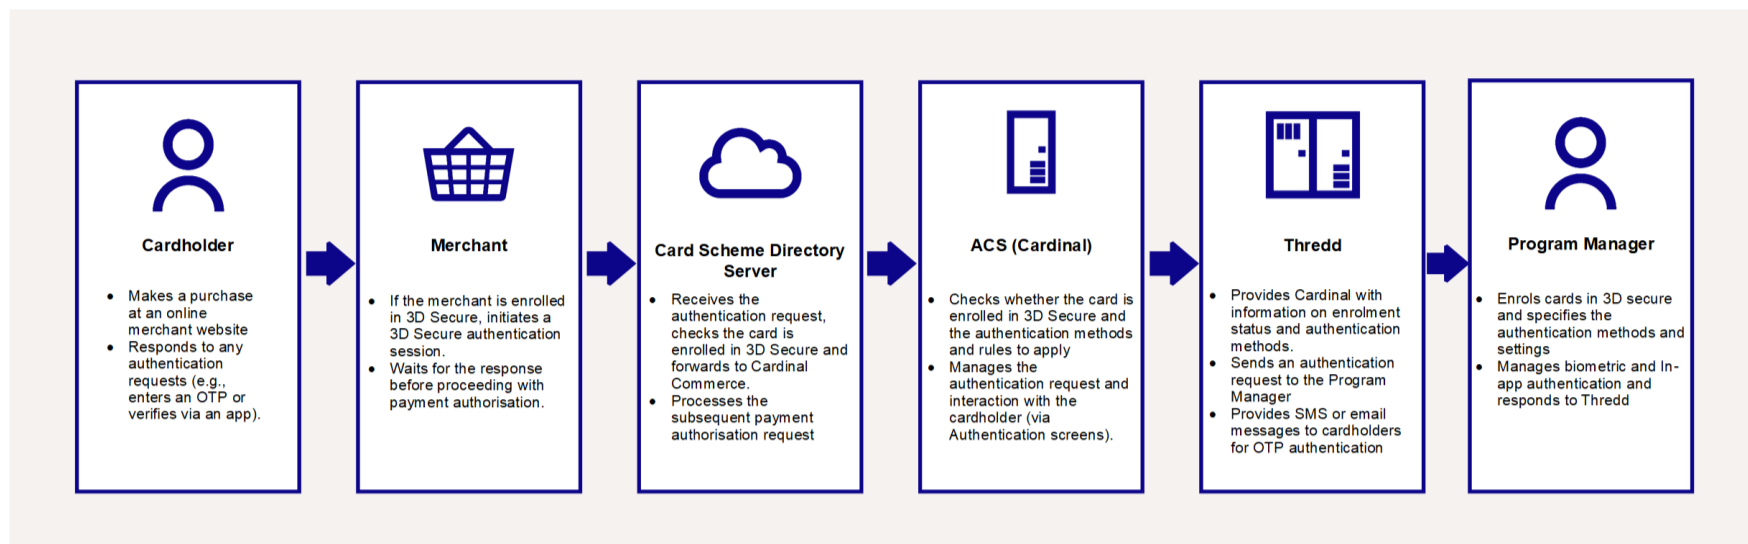 Cardholder
• Makes a purchase
at an online
merchant website
• Responds to any
authentication
requests (e.g.,
enters an OTP or
verifies via an app).
Merchant
• If the merchant is enrolled
in 3D Secure, initiates a
3D Secure authentication
session.
• Waits for the response
before proceeding with
payment authorisation.
Card Scheme Directory
Server
• Receives the
authentication request,
checks the card is
enrolled in 3D Secure and
forwards to Cardinal
Commerce.
• Processes the
subsequent payment
authorisation request
ACS (Cardinal)
• Checks whether the card is
enrolled in 3D Secure and
the authentication methods
and rules to apply
• Manages the
authentication request and
interaction with the
cardholder (via
Authentication screens).
Thredd
• Provides Cardinal with
information on enrolment
status and authentication
methods.
• Sends an authentication
request to the Program
Manager
• Provides SMS or email
messages to cardholders
for OTP authentication
Program Manager
• Enrols cards in 3D secure
and specifies the
authentication methods and
settings
• Manages biometric and In-
app authentication and
responds to Thredd